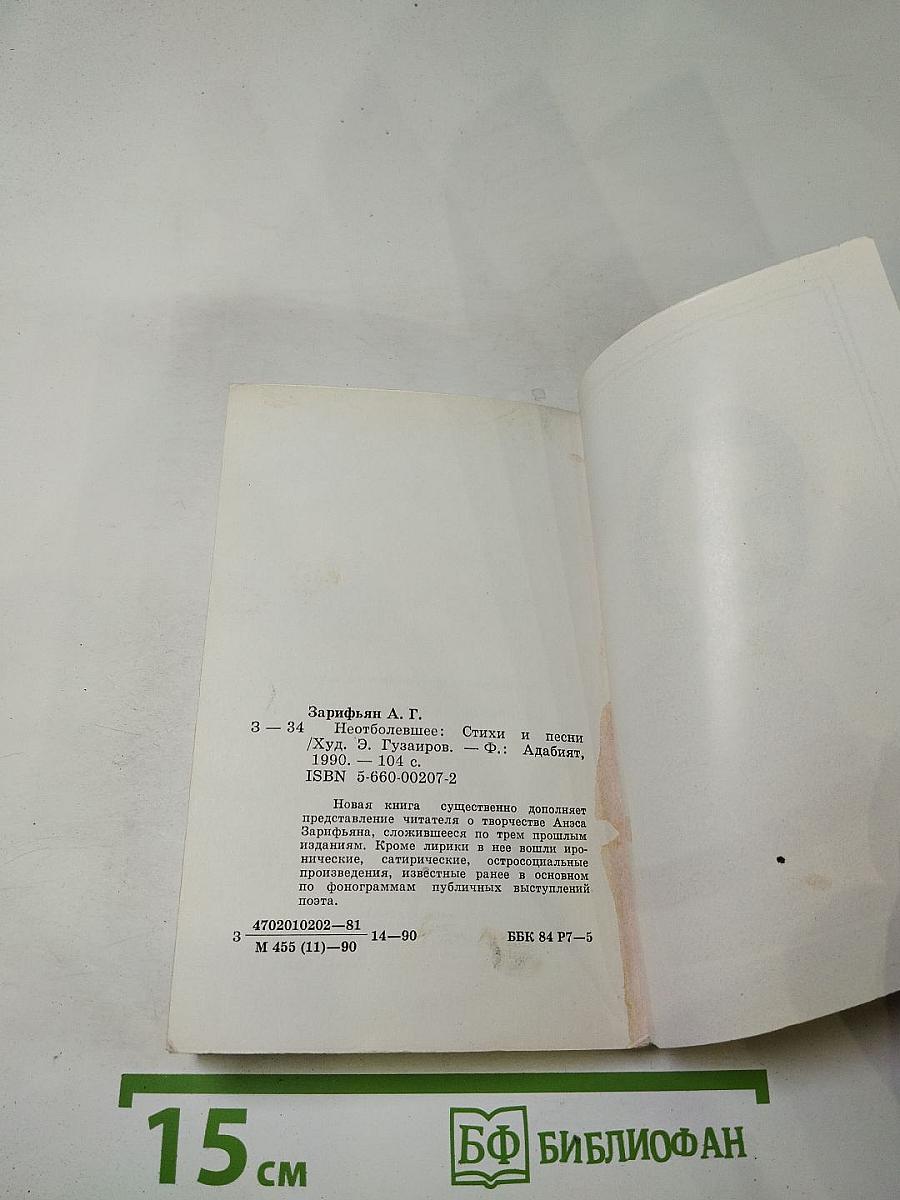 Зарифьян А. Г.
З — 34 Неотболевшее: Стихи и песни
/Худ. Э. Гузаиров. — Ф.: Адабият,
1990. — 104 с.
ISBN 5-660-00207-2
Новая книга существенно дополняет
представление читателя о творчестве Анэса
Зарифьяна, сложившееся по трем прошлым
изданиям. Кроме лирики в нее вошли иро-
нические, сатирические, остросоциальные
произведения, известные ранее в основном
по фонограммам публичных выступлений
поэта.
З 4702010202—81
М 455 (11)—90 14—90 ББК 84 Р7—5
15 см БФ БИБЛИОФАН